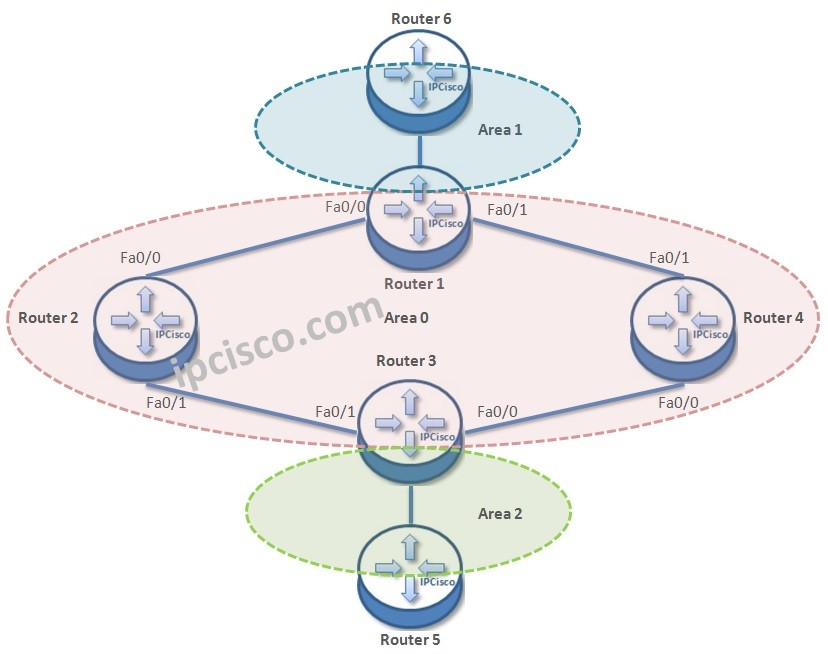 Router 6
IPCisco
Area 1
Fa0/0
IPCisco
Fa0/1
Fa0/0
Router 1
Fa0/1
Router 2
IPCisco
ipcisco.com
Area 0
IPCisco
Router 4
Router 3
Fa0/1
Fa0/1
IPCisco
Fa0/0
Fa0/0
Area 2
IPCisco
Router 5